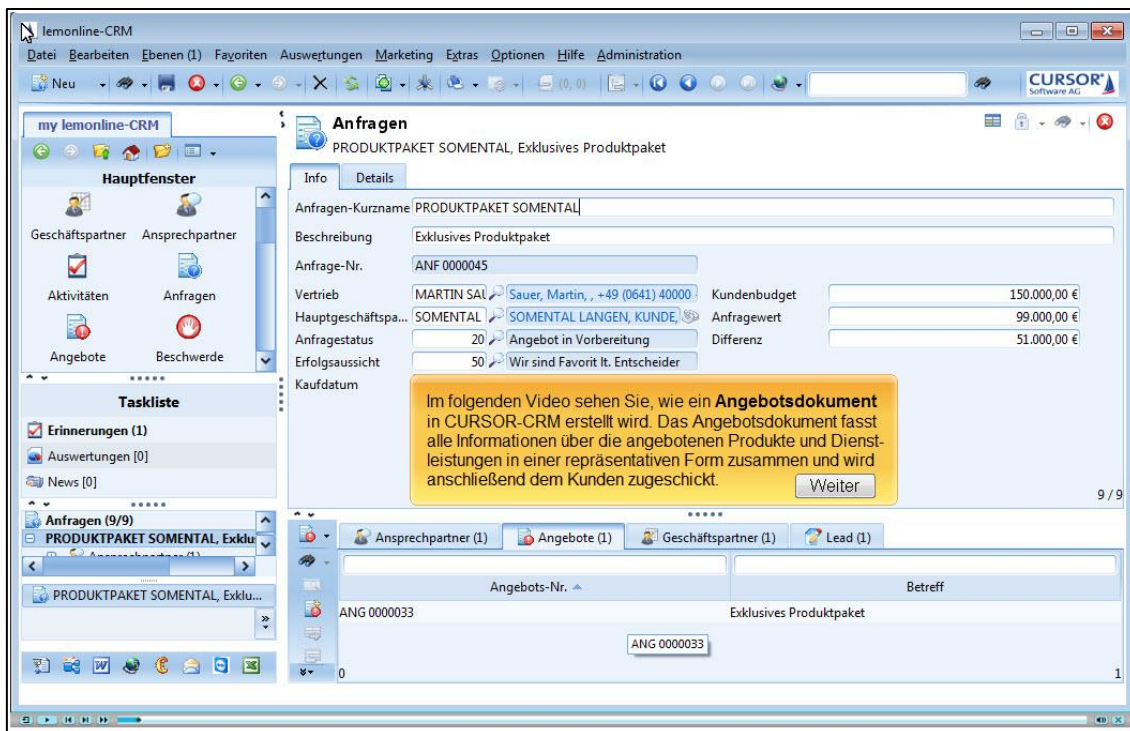 lemonline-CRM
Datei Bearbeiten Ebenen (1) Favoriten Auswertungen Marketing Extras Optionen Hilfe Administration
Neu (0, 0) CURSOR
Software AG
my lemonline-CRM
Hauptfenster
Geschäftspartner Ansprechpartner
Aktivitäten Anfragen
Angebote Beschwerde
Taskliste
Erinnerungen (1)
Auswertungen [0]
News [0]
Anfragen (9/9)
PRODUKTPAKET SOMENTAL, Exklu
PRODUKTPAKET SOMENTAL, Exklu...
Anfragen
PRODUKTPAKET SOMENTAL, Exklusives Produktpaket
Info Details
Anfragen-Kurzname PRODUKTPAKET SOMENTAL
Beschreibung Exklusives Produktpaket
Anfrage-Nr. ANF 0000045
Vertrieb MARTIN SAU Sauer, Martin, , +49 (0641) 40000 Kundenbudget 150.000,00 €
Hauptgeschäftspa... SOMENTAL SOMENTAL LANGEN, KUNDE, Anfragewert 99.000,00 €
Anfragestatus 20 Angebot in Vorbereitung Differenz 51.000,00 €
Erfolgsaussicht 50 Wir sind Favorit lt. Entscheider
Kaufdatum
Im folgenden Video sehen Sie, wie ein Angebotsdokument
in CURSOR-CRM erstellt wird. Das Angebotsdokument fasst
alle Informationen über die angebotenen Produkte und Dienst-
leistungen in einer repräsentativen Form zusammen und wird
anschließend dem Kunden zugeschickt.
Weiter
9 / 9
Ansprechpartner (1) Angebote (1) Geschäftspartner (1) Lead (1)
Angebots-Nr. Betreff
ANG 0000033 Exklusives Produktpaket
ANG 0000033
0 1